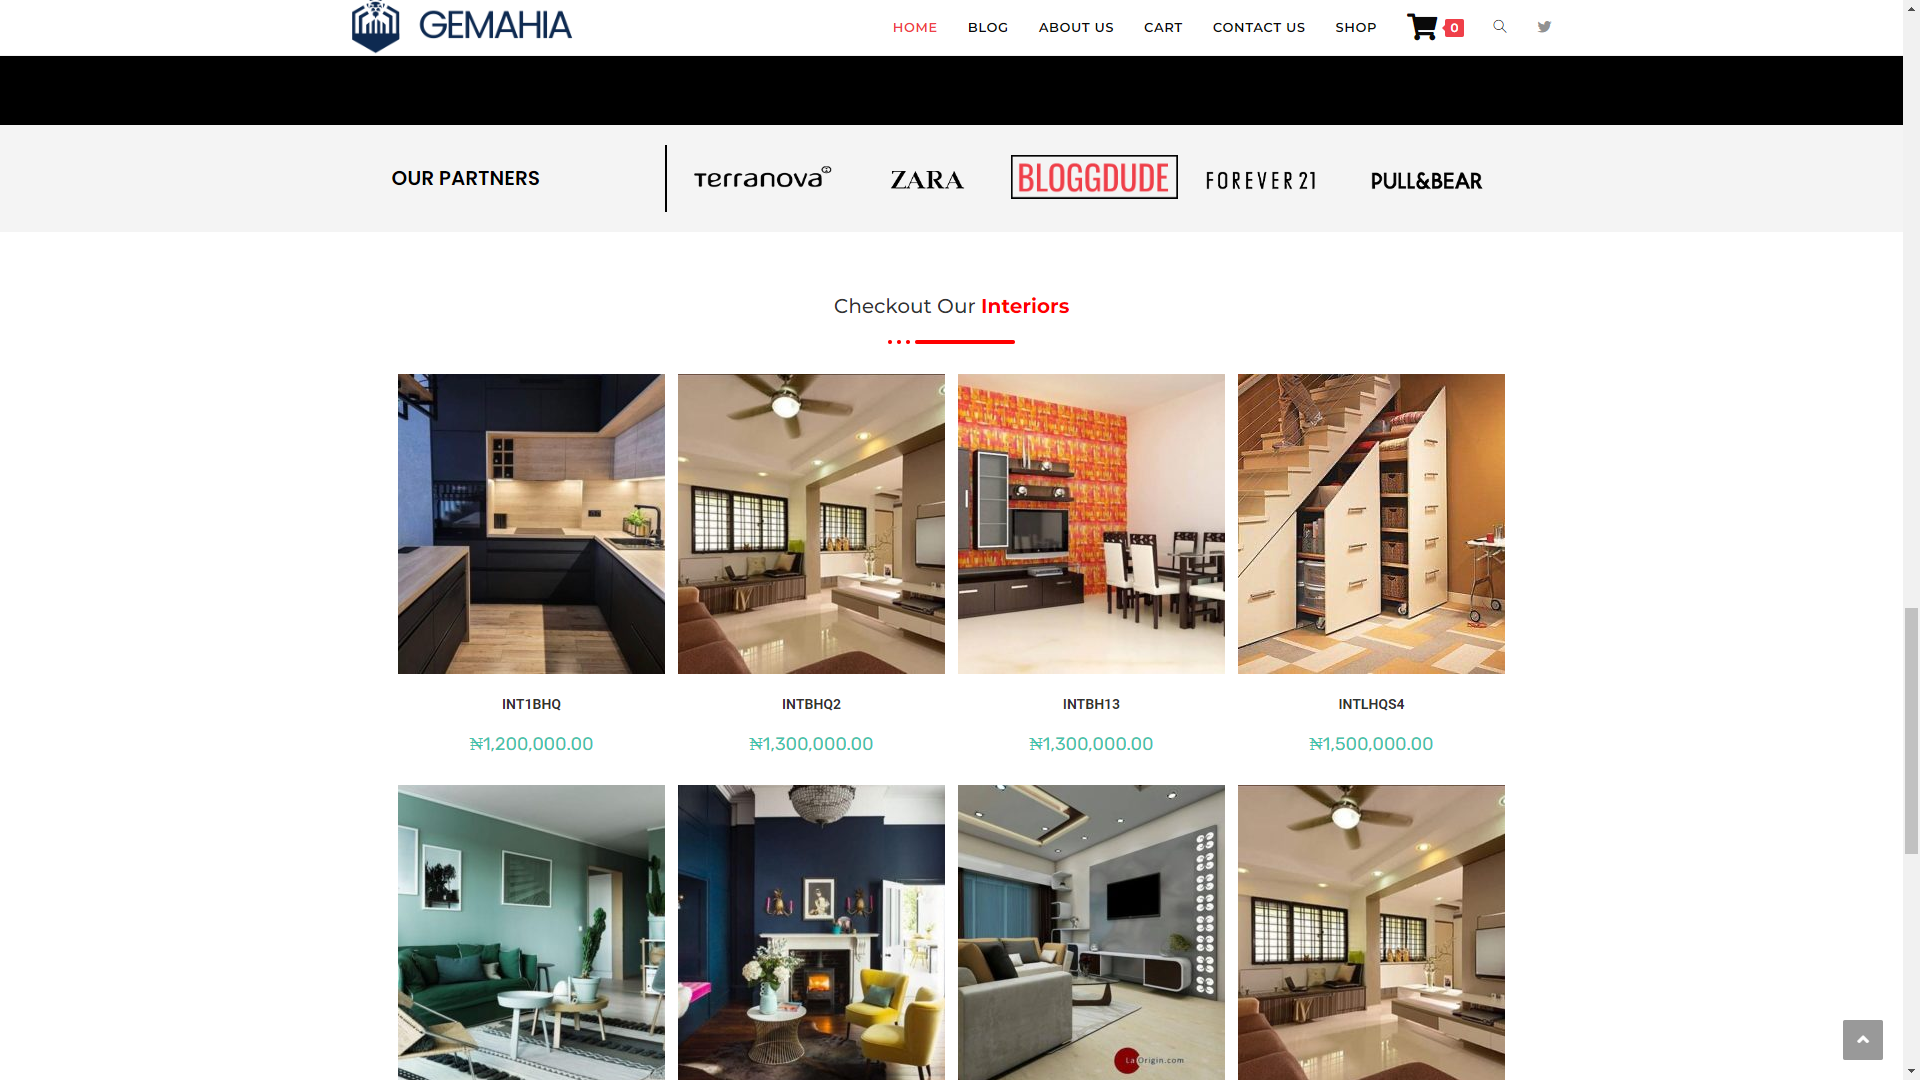 GEMAHIA
HOME BLOG ABOUT US CART CONTACT US SHOP 0
OUR PARTNERS
Terranova
ZARA
BLOGGDUDE
FOREVER 21
PULL&BEAR
Checkout Our Interiors
INT1BHQ
₦1,200,000.00
INTBHQ2
₦1,300,000.00
INTBH13
₦1,300,000.00
INTLHQS4
₦1,500,000.00
LaOrigin.com